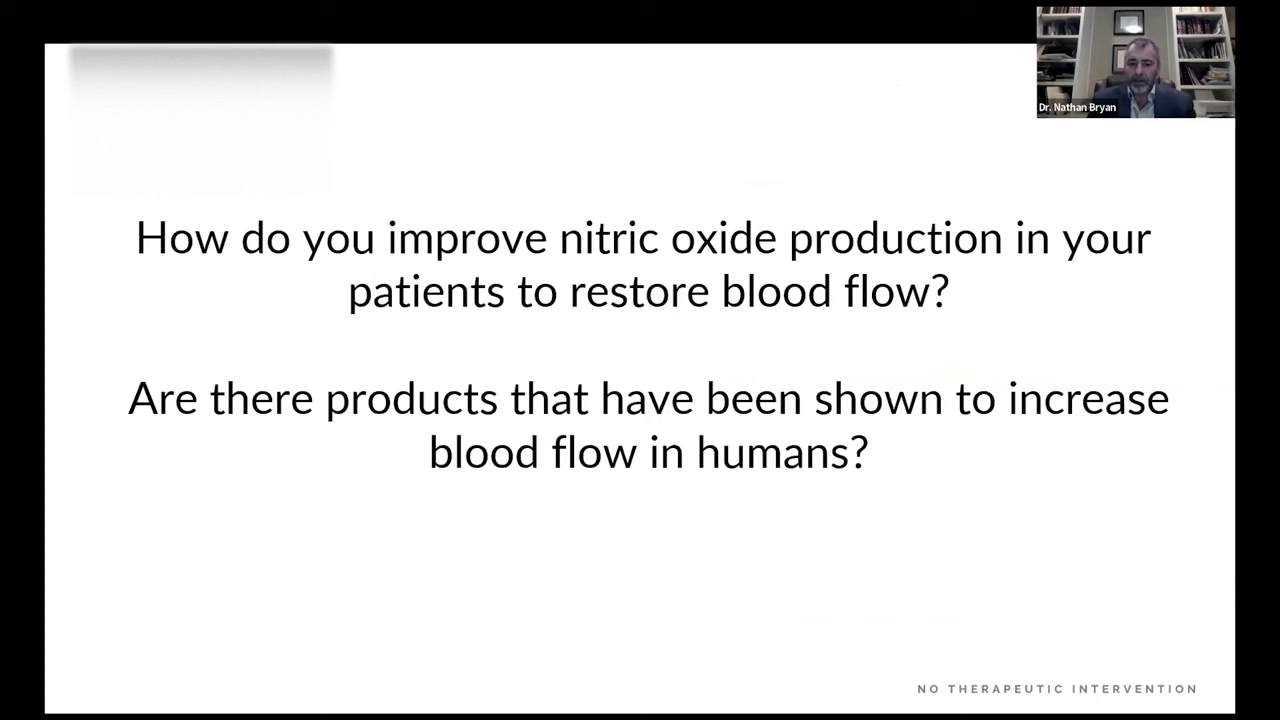 Dr. Nathan Bryan
How do you improve nitric oxide production in your
patients to restore blood flow?
Are there products that have been shown to increase
blood flow in humans?
NO THERAPEUTIC INTERVENTION